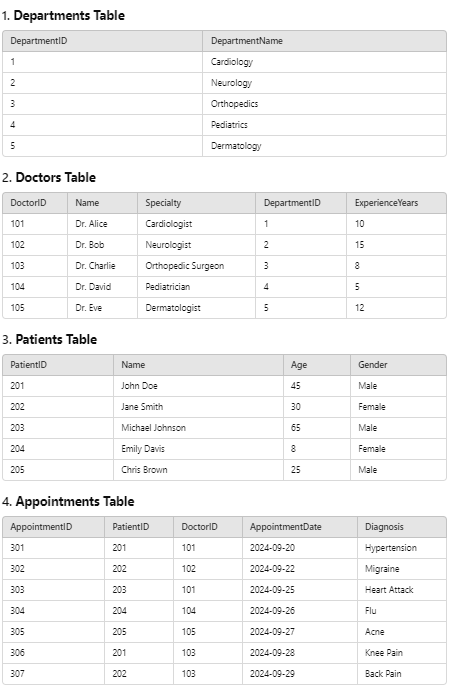 1. Departments Table
DepartmentID DepartmentName
1 Cardiology
2 Neurology
3 Orthopedics
4 Pediatrics
5 Dermatology
2. Doctors Table
DoctorID Name Specialty DepartmentID ExperienceYears
101 Dr. Alice Cardiologist 1 10
102 Dr. Bob Neurologist 2 15
103 Dr. Charlie Orthopedic Surgeon 3 8
104 Dr. David Pediatrician 4 5
105 Dr. Eve Dermatologist 5 12
3. Patients Table
PatientID Name Age Gender
201 John Doe 45 Male
202 Jane Smith 30 Female
203 Michael Johnson 65 Male
204 Emily Davis 8 Female
205 Chris Brown 25 Male
4. Appointments Table
AppointmentID PatientID DoctorID AppointmentDate Diagnosis
301 201 101 2024-09-20 Hypertension
302 202 102 2024-09-22 Migraine
303 203 101 2024-09-25 Heart Attack
304 204 104 2024-09-26 Flu
305 205 105 2024-09-27 Acne
306 201 103 2024-09-28 Knee Pain
307 202 103 2024-09-29 Back Pain